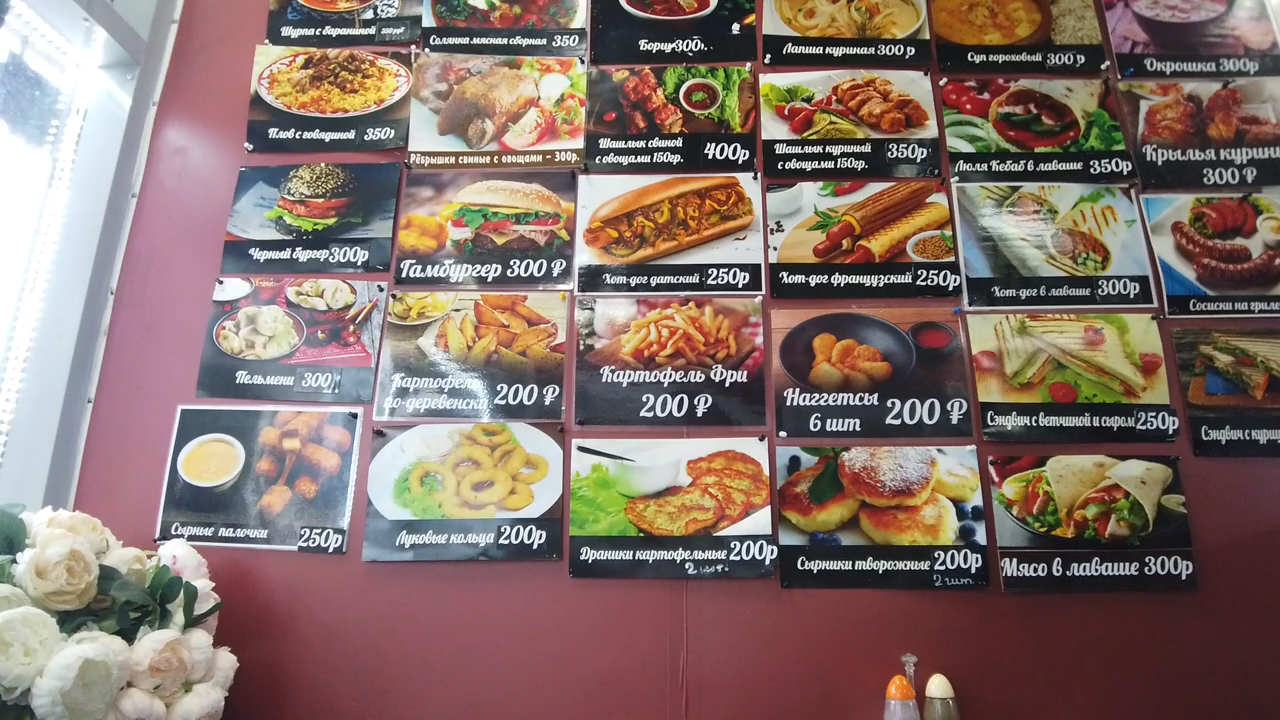 Шурпа с бараниной 350 руб
Солянка мясная сборная 350
Борщ 300р.
Лапша куриная 300 р
Суп гороховый 300 р
Окрошка 300р
Плов с говядиной 350р
Рёбрышки свиные с овощами - 300р.
Шашлык свиной
с овощами 150гр. 400р
Шашлык куриный
с овощами 150гр. 350р
Люля Кебаб в лаваше 350р
Крылья курин
300 ₽
Черный бургер 300р
Гамбургер 300 ₽
Хот-дог датский 250р
Хот-дог французский 250р
Хот-дог в лаваше 300р
Сосиски на гриле
Пельмени 300
Картофель
по-деревенски 200 ₽
Картофель Фри
200 ₽
Наггетсы
6 шт 200 ₽
Сэндвич с ветчиной и сыром 250р
Сэндвич с куриц
Сырные палочки 250р
Луковые кольца 200р
Драники картофельные 200р
Сырники творожные 200р
2 шт..
Мясо в лаваше 300р